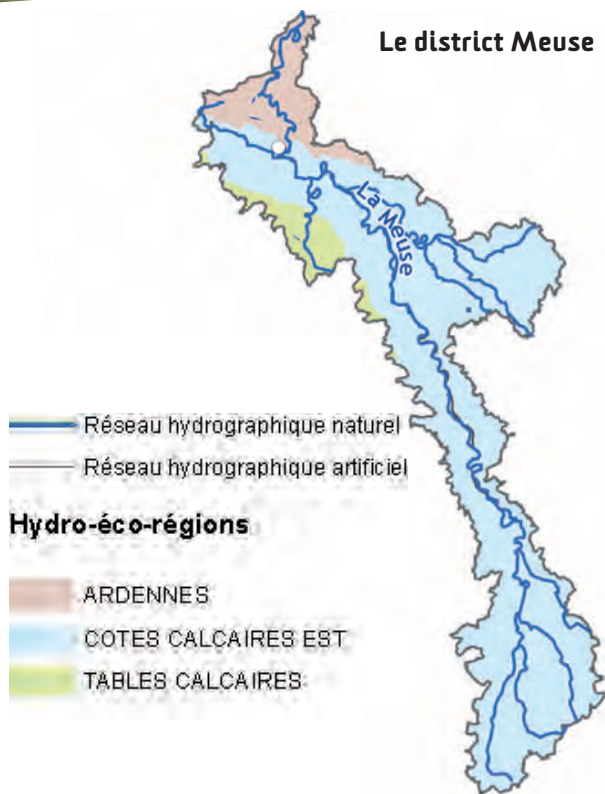 Le district Meuse
La Meuse
Réseau hydrographique naturel
Réseau hydrographique artificiel
Hydro-éco-régions
ARDENNES
COTES CALCAIRES EST
TABLES CALCAIRES